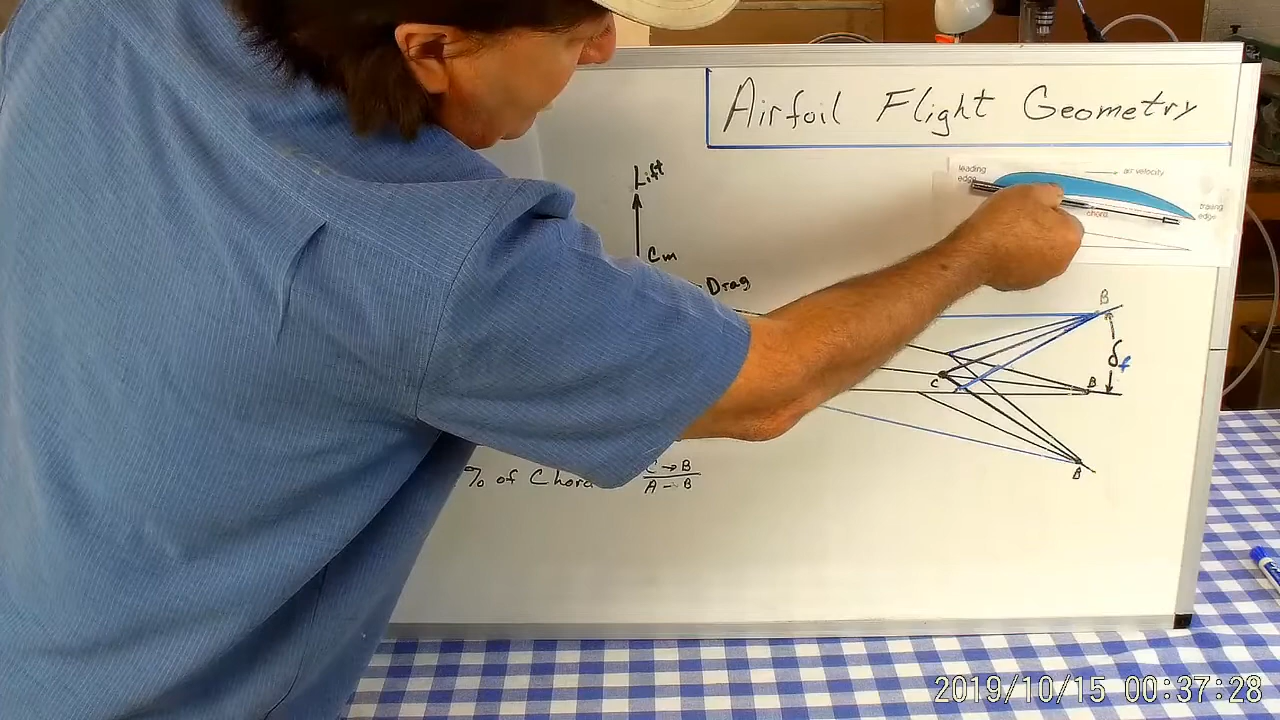 Airfoil Flight Geometry
leading
edge
air velocity
trailing
edge
chord
Lift
Cm
Drag
B
δf
C
B
B
% of Chord
C→B
A→B
2019/10/15 00:37:28